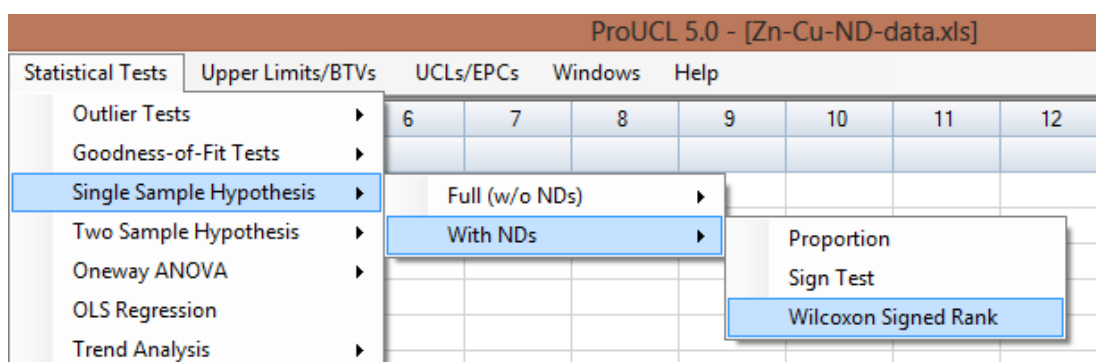 ProUCL 5.0 - [Zn-Cu-ND-data.xls]
Statistical Tests Upper Limits/BTVs UCLs/EPCs Windows Help
Outlier Tests 6 7 8 9 10 11 12
Goodness-of-Fit Tests
Single Sample Hypothesis Full (w/o NDs)
Two Sample Hypothesis With NDs Proportion
Oneway ANOVA Sign Test
OLS Regression Wilcoxon Signed Rank
Trend Analysis